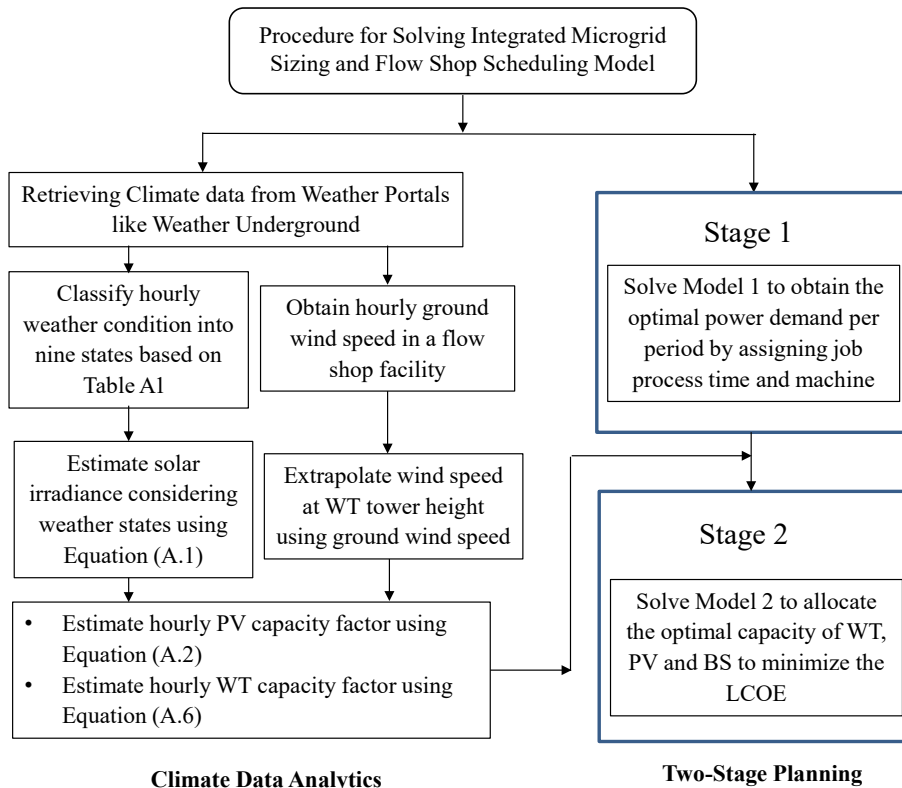 Procedure for Solving Integrated Microgrid
Sizing and Flow Shop Scheduling Model
Retrieving Climate data from Weather Portals
like Weather Underground
Classify hourly
weather condition into
nine states based on
Table A1
Obtain hourly ground
wind speed in a flow
shop facility
Estimate solar
irradiance considering
weather states using
Equation (A.1)
Extrapolate wind speed
at WT tower height
using ground wind speed
• Estimate hourly PV capacity factor using
Equation (A.2)
• Estimate hourly WT capacity factor using
Equation (A.6)
Climate Data Analytics
Stage 1
Solve Model 1 to obtain the
optimal power demand per
period by assigning job
process time and machine
Stage 2
Solve Model 2 to allocate
the optimal capacity of WT,
PV and BS to minimize the
LCOE
Two-Stage Planning